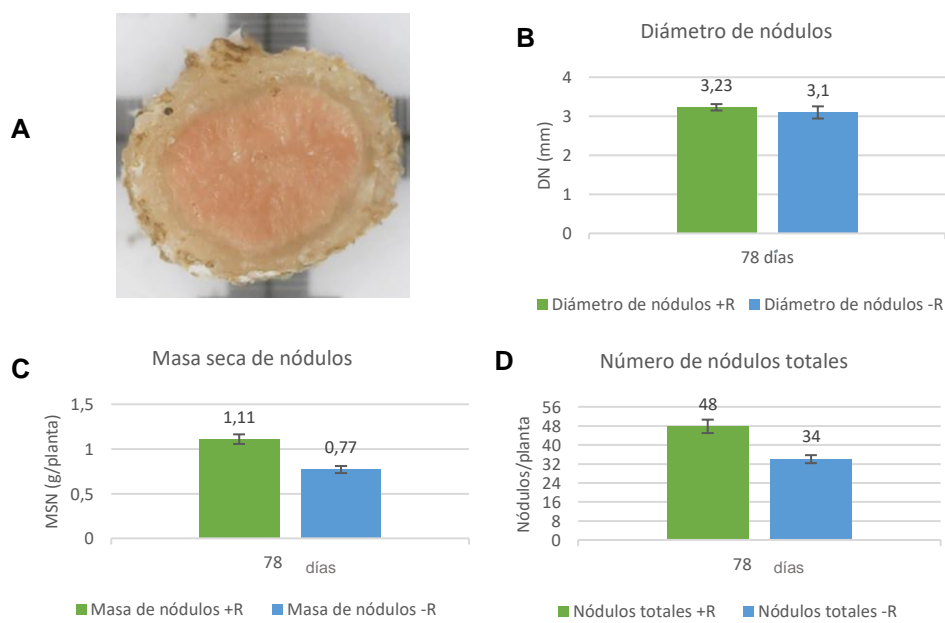 A
B
Diámetro de nódulos
4
3
2
1
0
DN (mm)
3,23
3,1
78 días
Diámetro de nódulos +R
Diámetro de nódulos -R
C
Masa seca de nódulos
1,5
1
0,5
0
MSN (g/planta)
1,11
0,77
78 días
Masa de nódulos +R
Masa de nódulos -R
D
Número de nódulos totales
56
48
40
32
24
16
8
0
Nódulos/planta
48
34
78 días
Nódulos totales +R
Nódulos totales -R